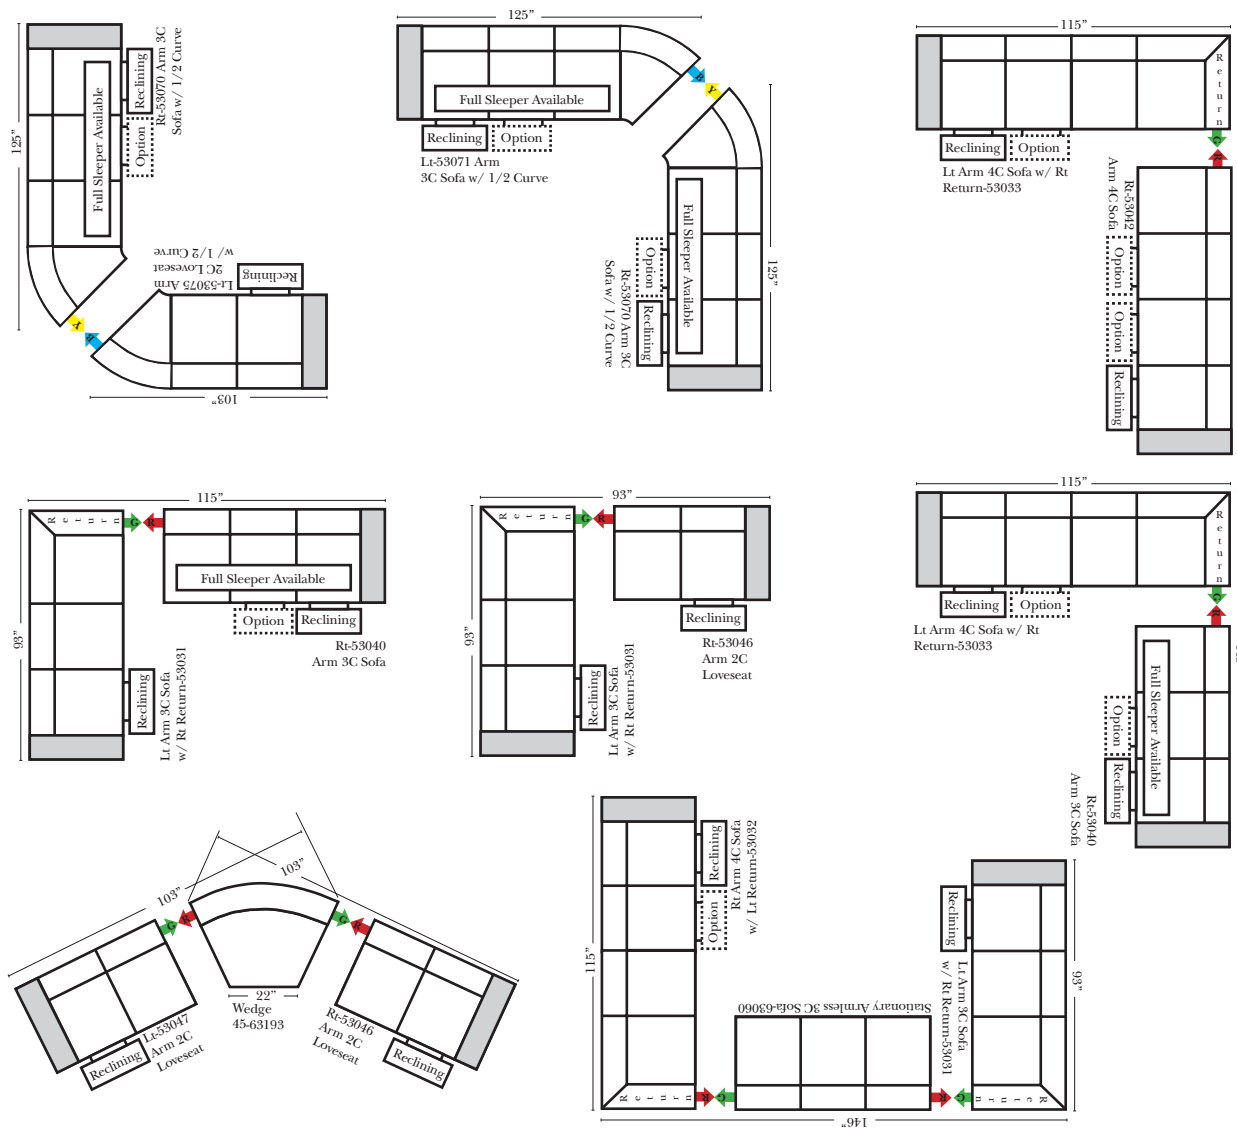 125”
Full Sleeper Available
Reclining
Option
Rt-53070 Arm 3C
Sofa w/ 1/2 Curve
Y
B
Lt-53075 Arm
2C Loveseat
w/ 1/2 Curve
Reclining
103”
125”
Full Sleeper Available
Reclining
Option
Lt-53071 Arm
3C Sofa w/ 1/2 Curve
B
Y
125”
Full Sleeper Available
Option
Reclining
Rt-53070 Arm 3C
Sofa w/ 1/2 Curve
115”
Return
Reclining
Option
Lt Arm 4C Sofa w/ Rt
Return-53033
G
R
Rt-53042
Arm 4C Sofa
Option
Option
Reclining
115”
Return
G
R
Full Sleeper Available
Option
Reclining
Rt-53040
Arm 3C Sofa
93”
Reclining
Lt Arm 3C Sofa
w/ Rt Return-53031
93”
Return
G
R
Reclining
Rt-53046
Arm 2C
Loveseat
93”
Reclining
Lt Arm 3C Sofa
w/ Rt Return-53031
115”
Return
Reclining
Option
Lt Arm 4C Sofa w/ Rt
Return-53033
G
R
Full Sleeper Available
Option
Reclining
Rt-53040
Arm 3C Sofa
103”
103”
G
R
G
R
22”
Wedge
45-63193
Lt-53047
Arm 2C
Loveseat
Reclining
Rt-53046
Arm 2C
Loveseat
Reclining
115”
Reclining
Option
Rt Arm 4C Sofa
w/ Lt Return-53032
Return
R
G
Stationary Armless 3C Sofa-63060
R
G
Return
Reclining
Lt Arm 3C Sofa
w/ Rt Return-53031
93”
146”